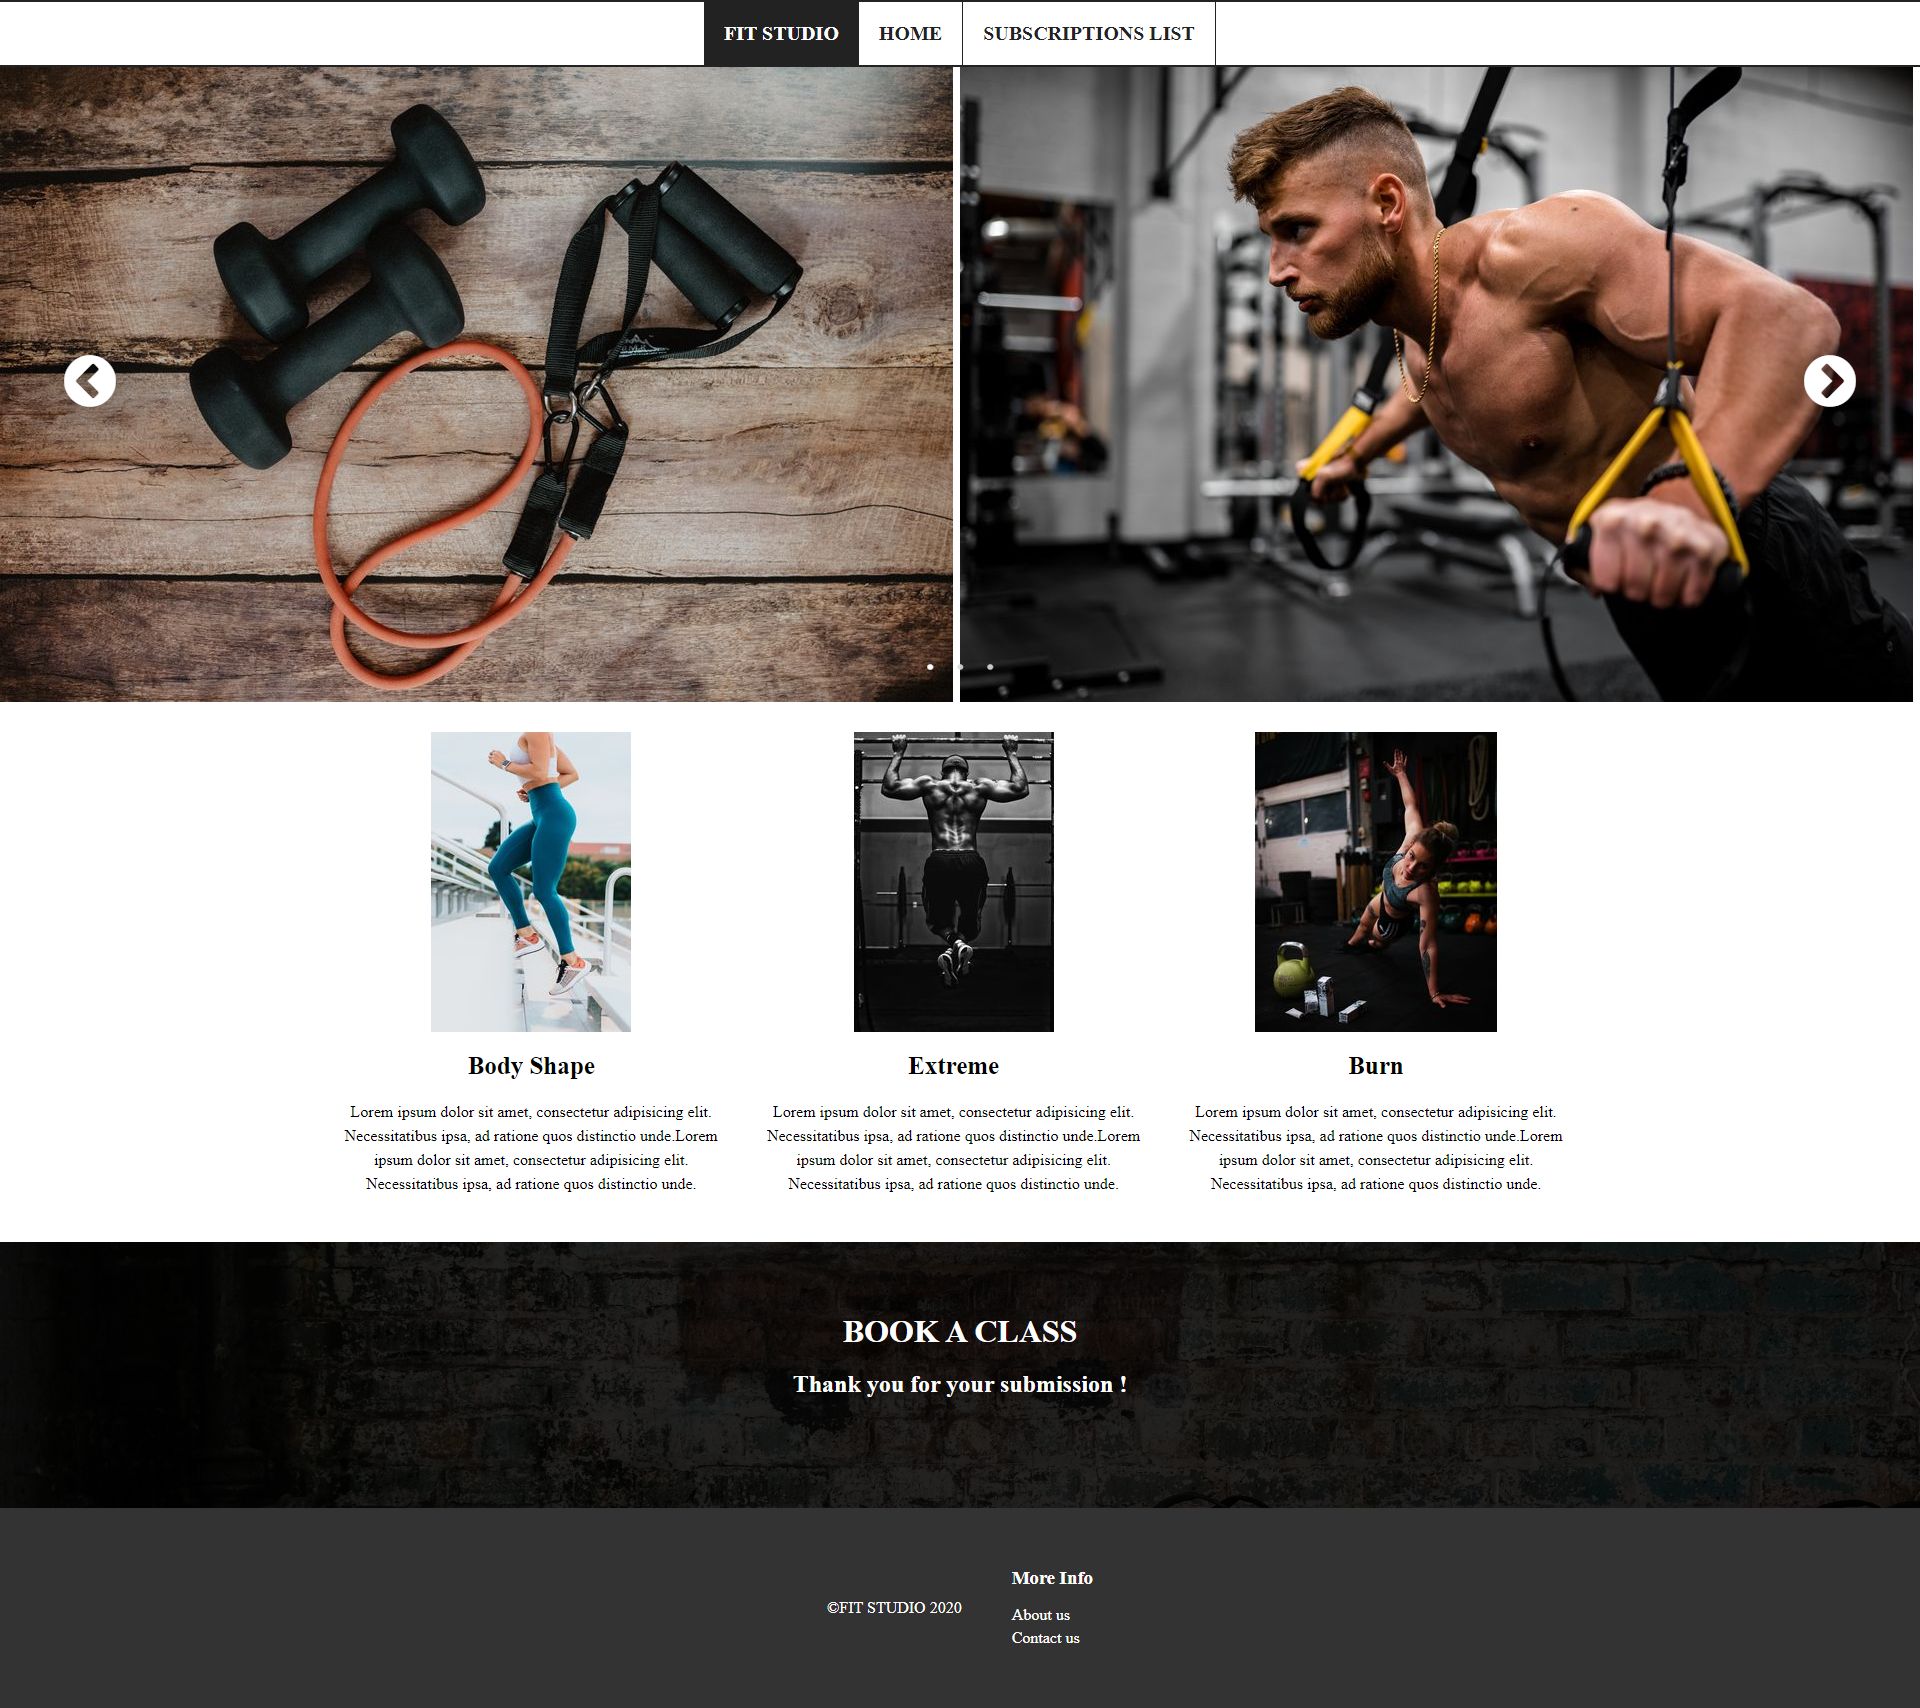 FIT STUDIO
HOME
SUBSCRIPTIONS LIST
Body Shape
Lorem ipsum dolor sit amet, consectetur adipisicing elit.
Necessitatibus ipsa, ad ratione quos distinctio unde.Lorem
ipsum dolor sit amet, consectetur adipisicing elit.
Necessitatibus ipsa, ad ratione quos distinctio unde.
Extreme
Lorem ipsum dolor sit amet, consectetur adipisicing elit.
Necessitatibus ipsa, ad ratione quos distinctio unde.Lorem
ipsum dolor sit amet, consectetur adipisicing elit.
Necessitatibus ipsa, ad ratione quos distinctio unde.
Burn
Lorem ipsum dolor sit amet, consectetur adipisicing elit.
Necessitatibus ipsa, ad ratione quos distinctio unde.Lorem
ipsum dolor sit amet, consectetur adipisicing elit.
Necessitatibus ipsa, ad ratione quos distinctio unde.
BOOK A CLASS
Thank you for your submission !
©FIT STUDIO 2020
More Info
About us
Contact us